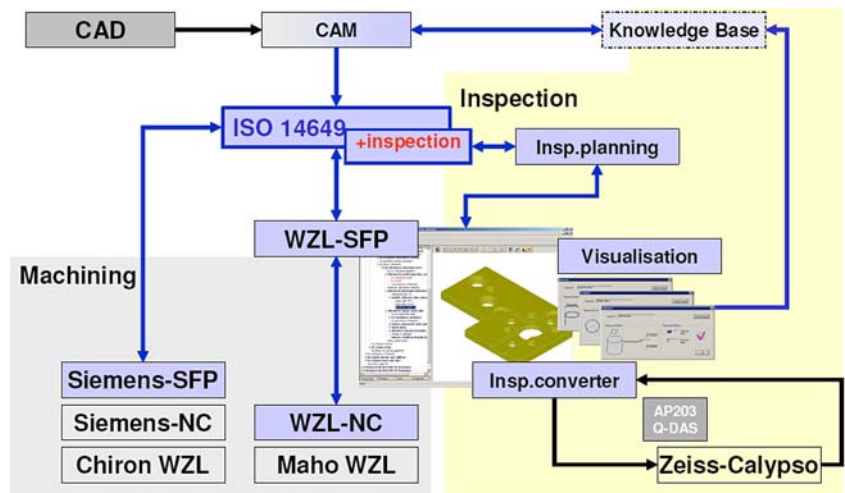 CAD
CAM
Knowledge Base
Inspection
ISO 14649
+inspection
Insp.planning
WZL-SFP
Visualisation
Machining
Siemens-SFP
Insp.converter
Siemens-NC
WZL-NC
AP203
Q-DAS
Chiron WZL
Maho WZL
Zeiss-Calypso